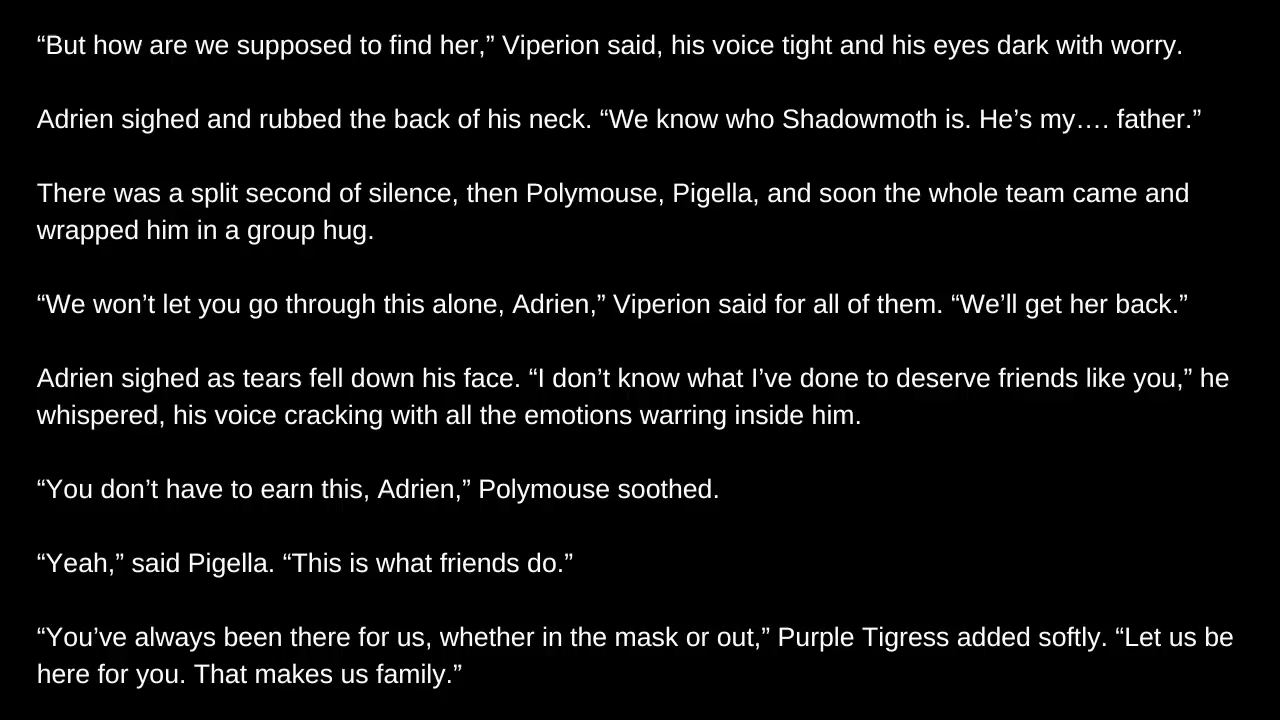 “But how are we supposed to find her,” Viperion said, his voice tight and his eyes dark with worry.
Adrien sighed and rubbed the back of his neck. “We know who Shadowmoth is. He’s my…. father.”
There was a split second of silence, then Polymouse, Pigella, and soon the whole team came and
wrapped him in a group hug.
“We won’t let you go through this alone, Adrien,” Viperion said for all of them. “We’ll get her back.”
Adrien sighed as tears fell down his face. “I don’t know what I’ve done to deserve friends like you,” he
whispered, his voice cracking with all the emotions warring inside him.
“You don’t have to earn this, Adrien,” Polymouse soothed.
“Yeah,” said Pigella. “This is what friends do.”
“You’ve always been there for us, whether in the mask or out,” Purple Tigress added softly. “Let us be
here for you. That makes us family.”